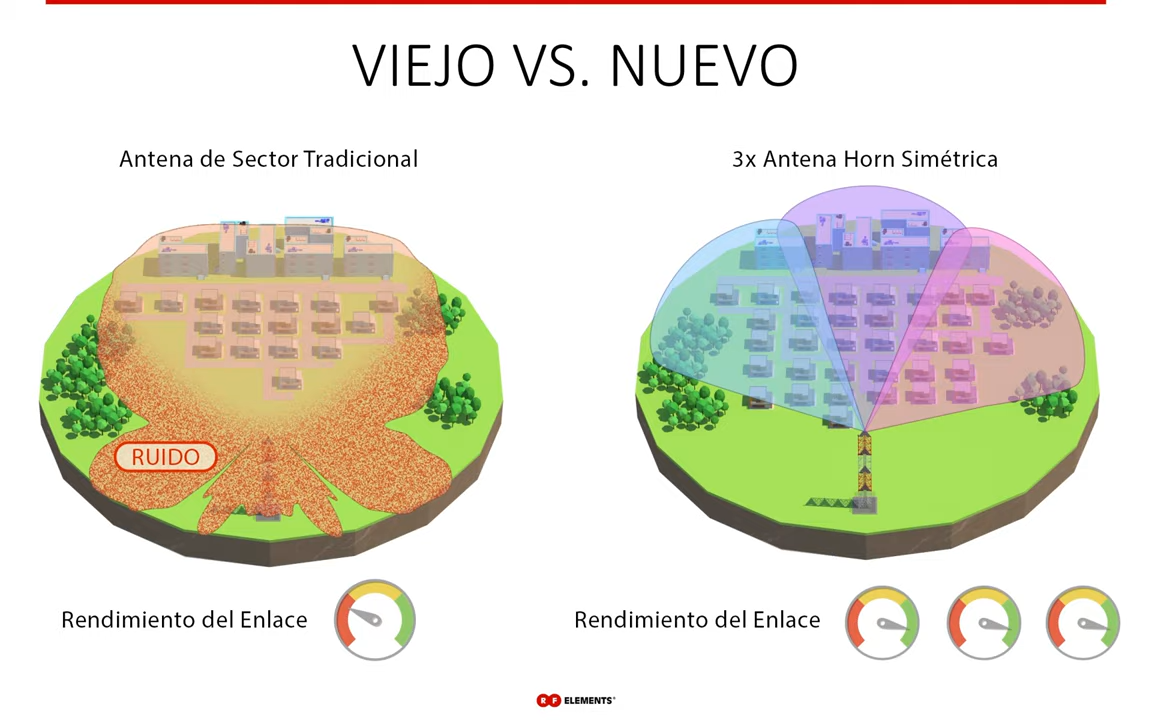 VIEJO VS. NUEVO
Antena de Sector Tradicional
3x Antena Horn Simétrica
RUIDO
Rendimiento del Enlace
Rendimiento del Enlace
RF ELEMENTS